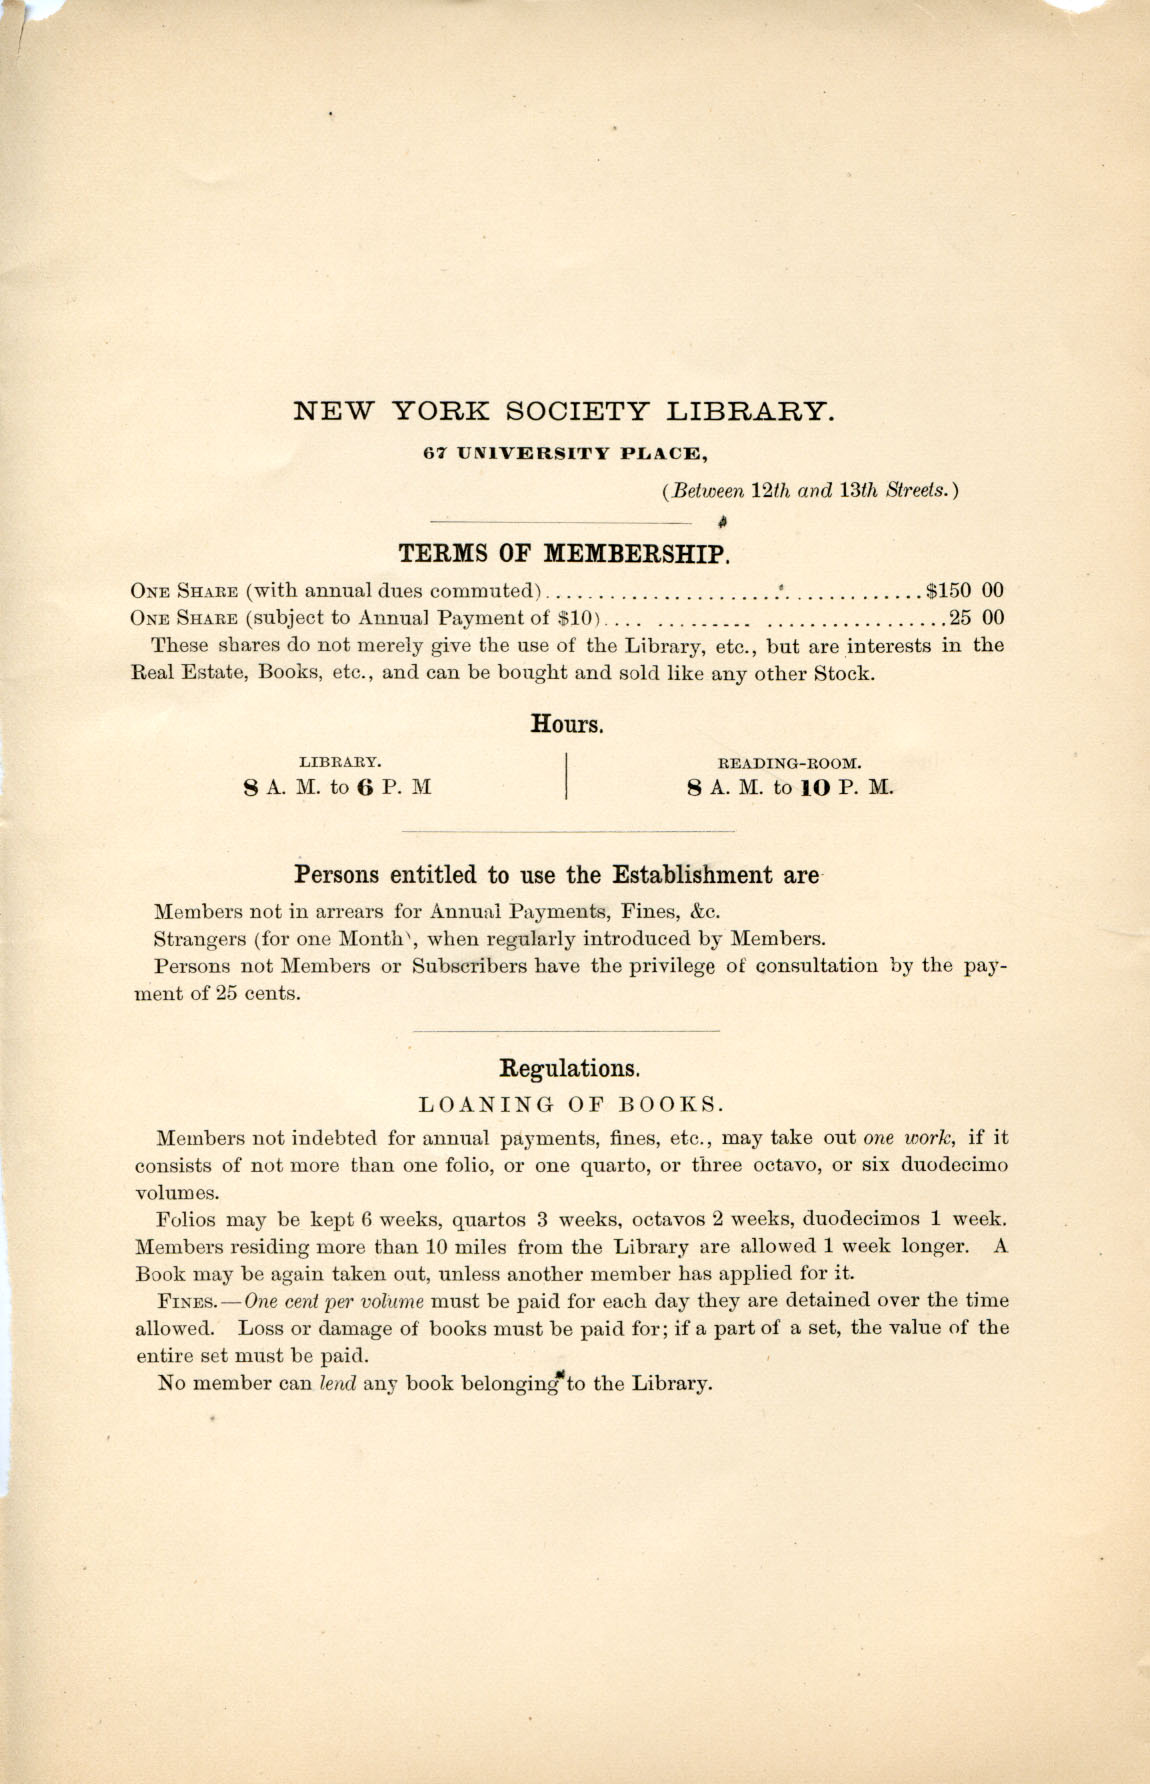 NEW YORK SOCIETY LIBRARY.
67 UNIVERSITY PLACE,
(Between 12th and 13th Streets.)
TERMS OF MEMBERSHIP.
ONE SHARE (with annual dues commuted)........................................$150 00
ONE SHARE (subject to Annual Payment of $10).... ......... .................25 00
These shares do not merely give the use of the Library, etc., but are interests in the
Real Estate, Books, etc., and can be bought and sold like any other Stock.
Hours.
LIBRARY.
8 A. M. to 6 P. M
READING-ROOM.
8 A. M. to 10 P. M.
Persons entitled to use the Establishment are
Members not in arrears for Annual Payments, Fines, &c.
Strangers (for one Month), when regularly introduced by Members.
Persons not Members or Subscribers have the privilege of consultation by the pay-
ment of 25 cents.
Regulations.
LOANING OF BOOKS.
Members not indebted for annual payments, fines, etc., may take out one work, if it
consists of not more than one folio, or one quarto, or three octavo, or six duodecimo
volumes.
Folios may be kept 6 weeks, quartos 3 weeks, octavos 2 weeks, duodecimos 1 week.
Members residing more than 10 miles from the Library are allowed 1 week longer. A
Book may be again taken out, unless another member has applied for it.
FINES.—One cent per volume must be paid for each day they are detained over the time
allowed. Loss or damage of books must be paid for; if a part of a set, the value of the
entire set must be paid.
No member can lend any book belonging to the Library.